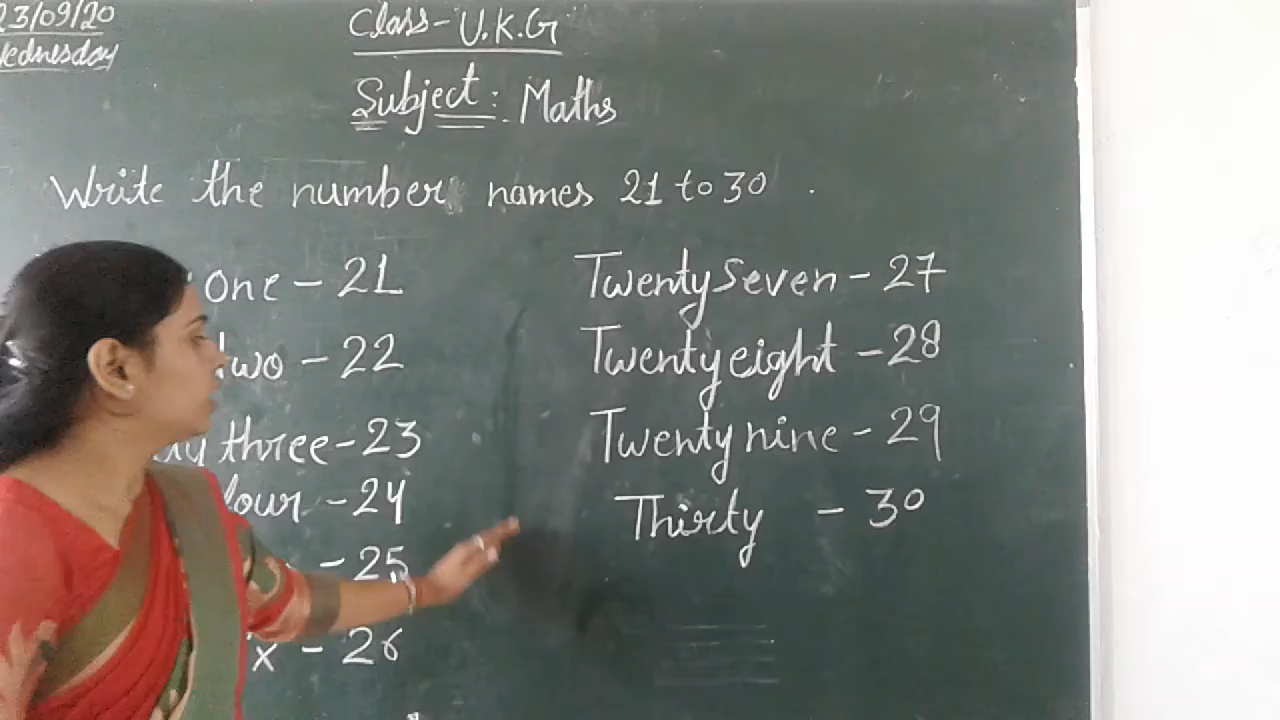 23/09/20
Wednesday
Class - U.K.G
Subject: Maths
Write the number names 21 to 30.
One - 21
two - 22
three - 23
four - 24
- 25
- 26
Twenty Seven - 27
Twenty eight - 28
Twenty nine - 29
Thirty - 30